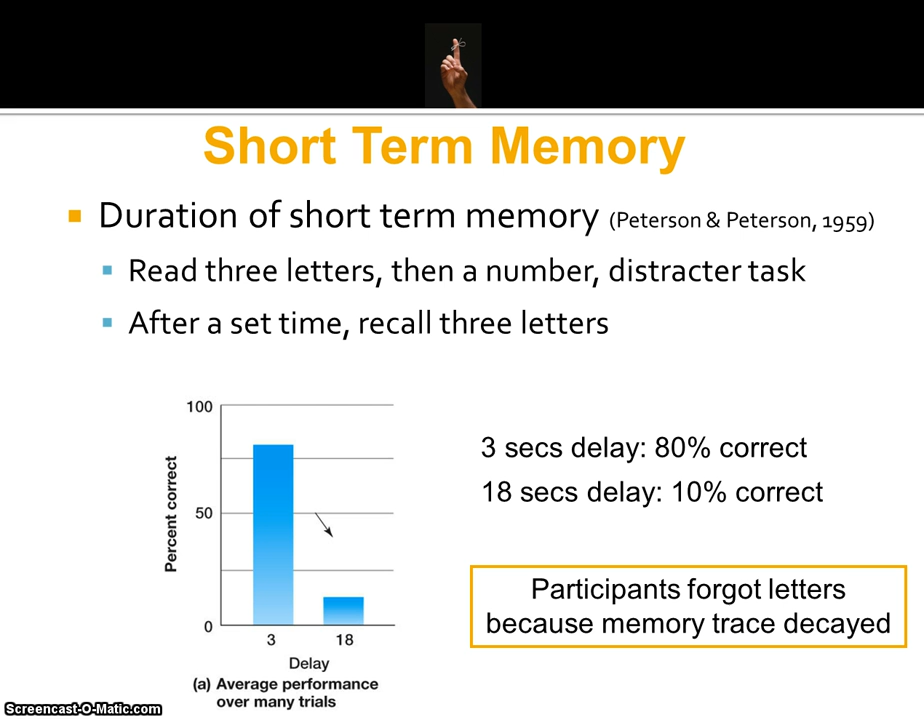 Short Term Memory
Duration of short term memory (Peterson & Peterson, 1959)
Read three letters, then a number, distracter task
After a set time, recall three letters
100
50
0
Percent correct
3 18
Delay
(a) Average performance
over many trials
3 secs delay: 80% correct
18 secs delay: 10% correct
Participants forgot letters
because memory trace decayed
Screencast-O-Matic.com